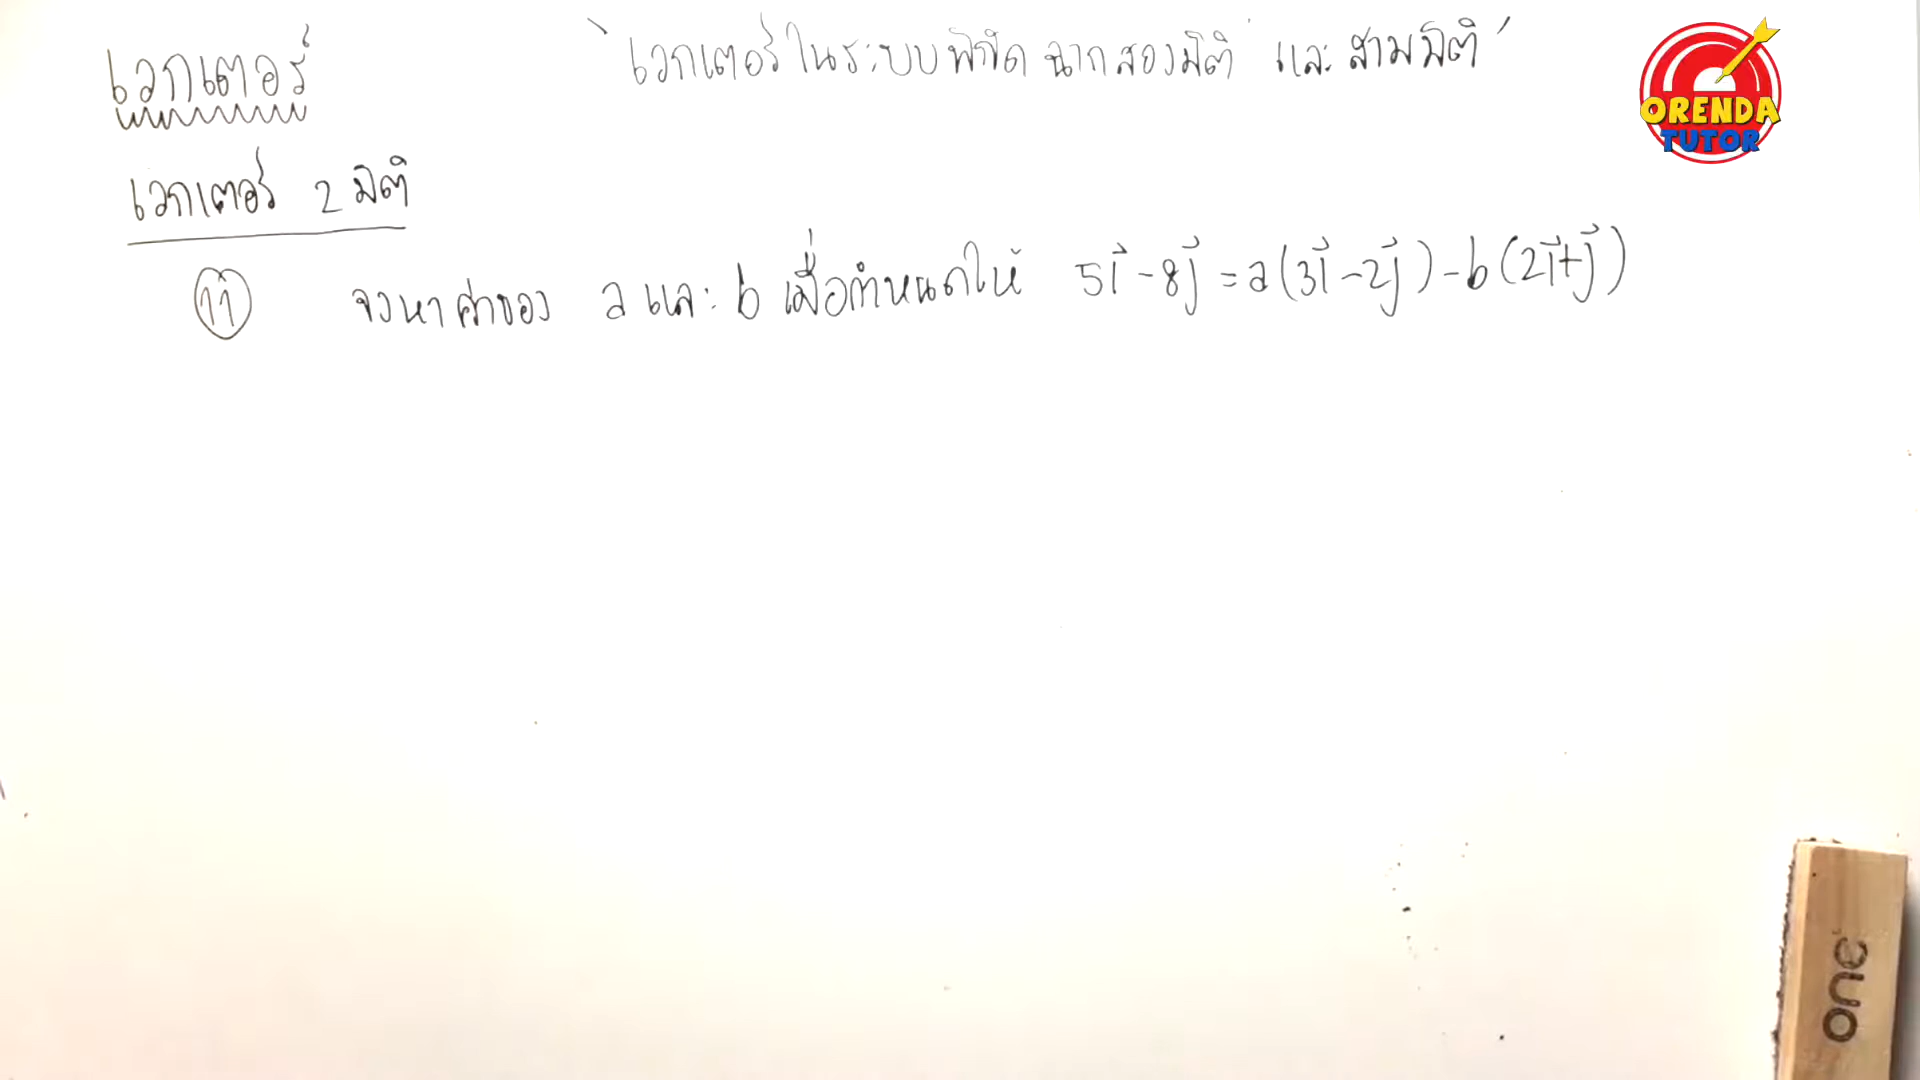 เวกเตอร์
`เวกเตอร์ในระบบพิกัดฉากสองมิติ และ สามมิติ´
ORENDA
TUTOR
เวกเตอร์ 2 มิติ
11 จงหาค่าของ a และ b เมื่อกำหนดให้ 5i⃗ - 8j⃗ = a(3i⃗ - 2j⃗) - b(2i⃗ + j⃗)
ONE